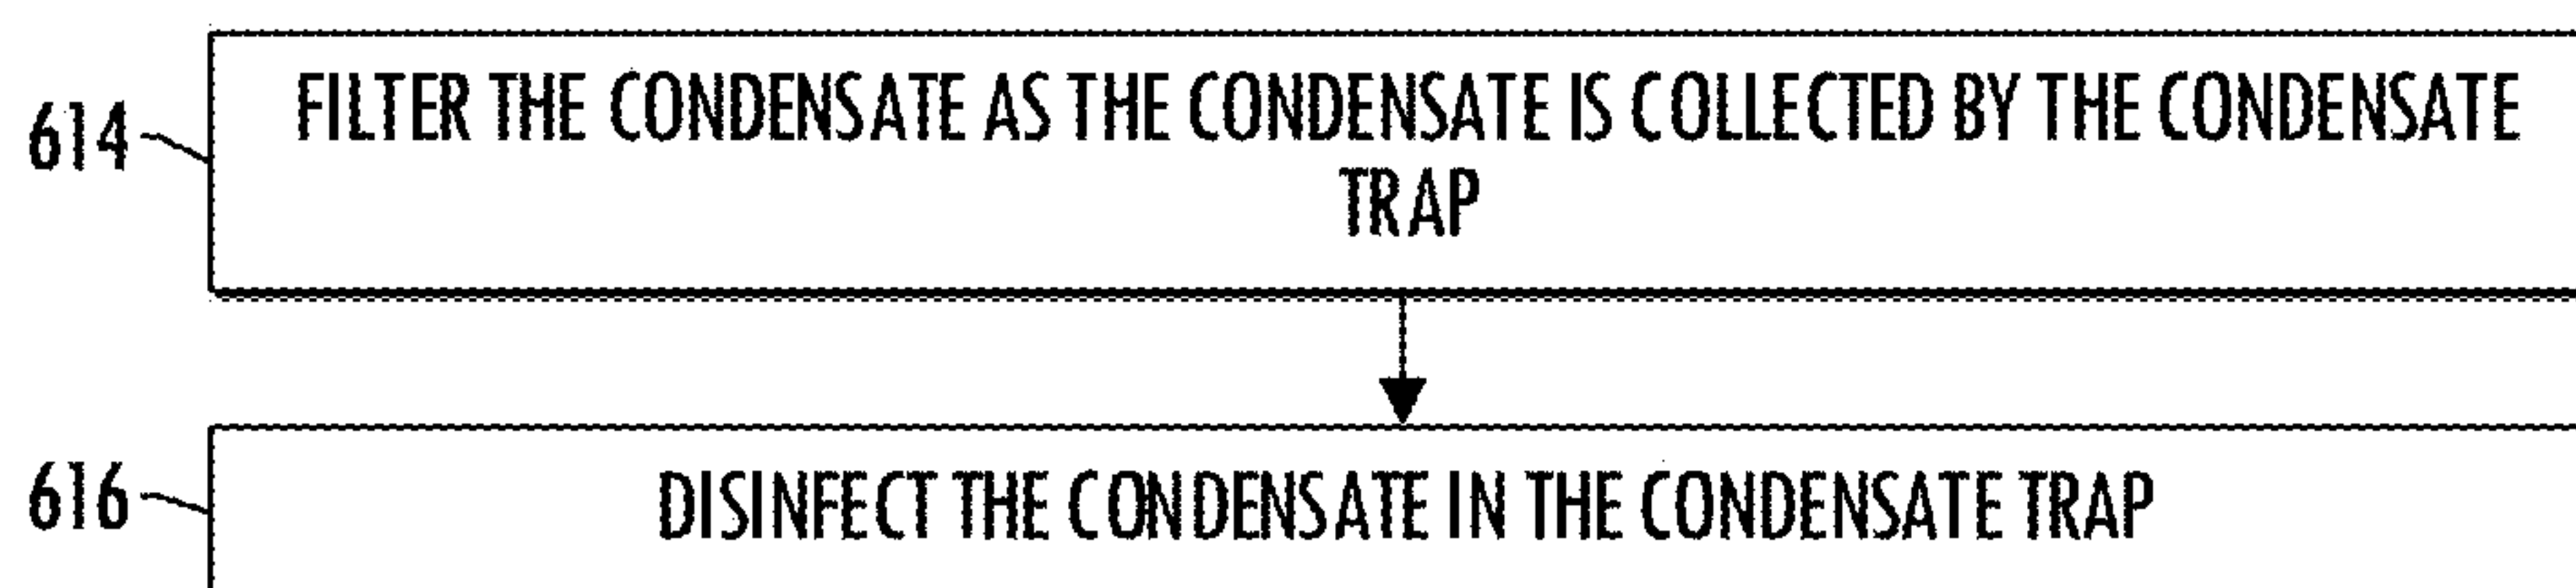 614
FILTER THE CONDENSATE AS THE CONDENSATE IS COLLECTED BY THE CONDENSATE
TRAP
616
DISINFECT THE CONDENSATE IN THE CONDENSATE TRAP